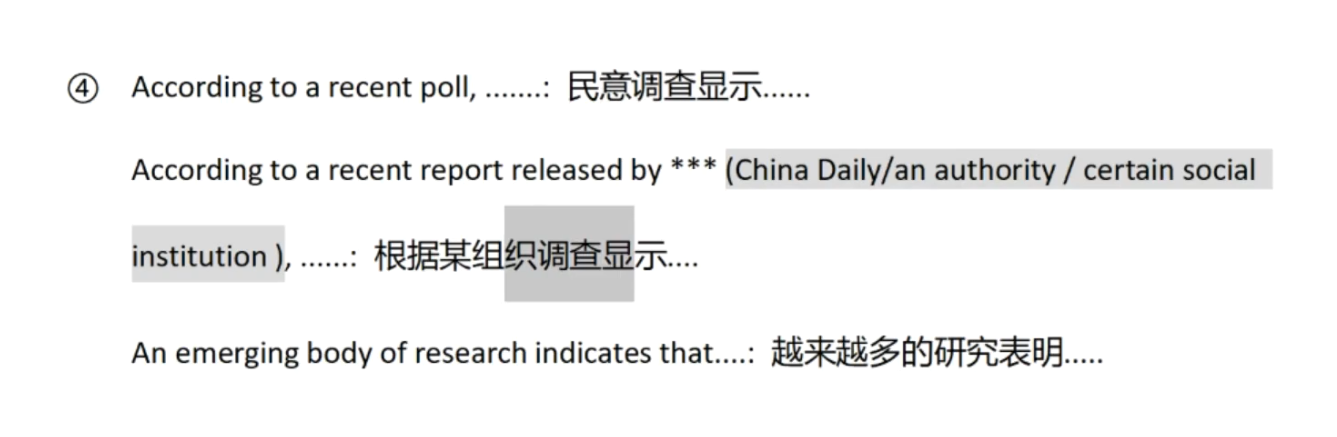 ④ According to a recent poll, .......: 民意调查显示......
According to a recent report released by *** (China Daily/an authority / certain social
institution ), ......: 根据某组织调查显示....
An emerging body of research indicates that....: 越来越多的研究表明.....